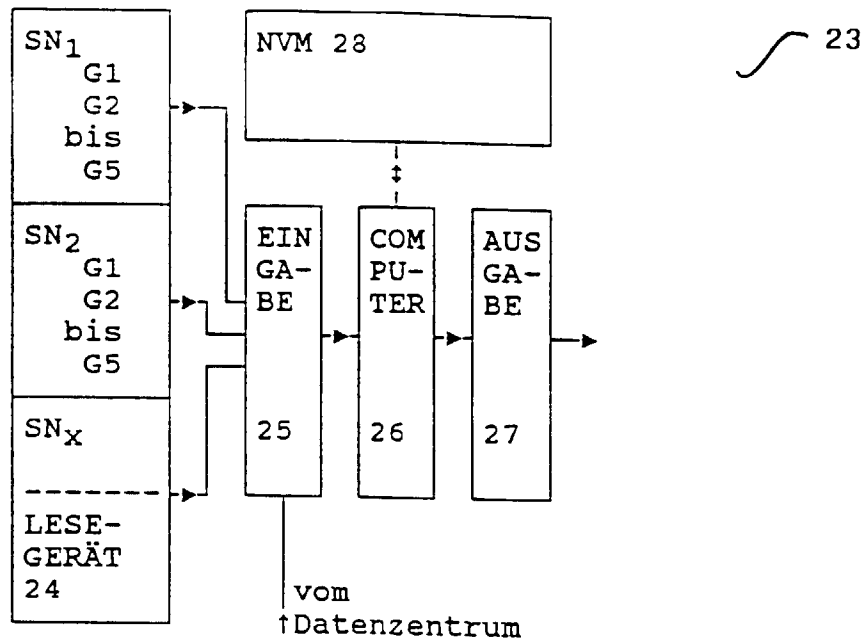 SN1
G1
G2
bis
G5
SN2
G1
G2
bis
G5
SNX
LESE-
GERÄT
24
NVM 28
EIN
GA-
BE
25
COM
PU-
TER
26
AUS
GA-
BE
27
23
vom
↑Datenzentrum